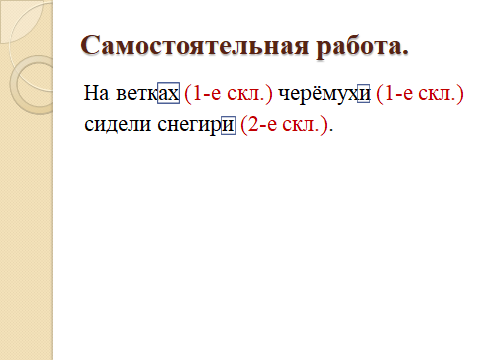 Самостоятельная работа.
На ветках (1-е скл.) черёмухи (1-е скл.)
сидели снегири (2-е скл.).